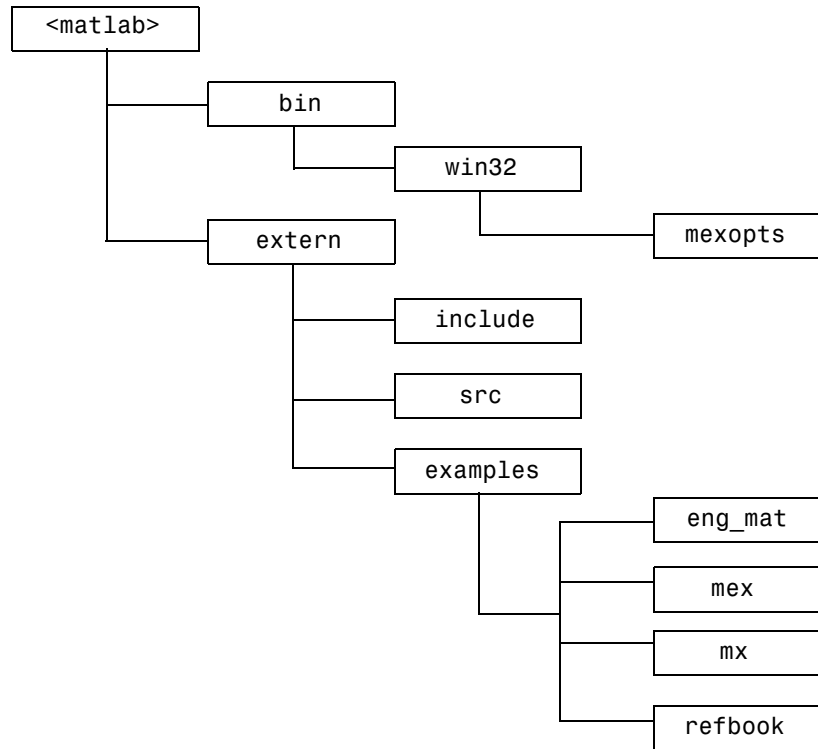 <matlab>
bin
win32
mexopts
extern
include
src
examples
eng_mat
mex
mx
refbook